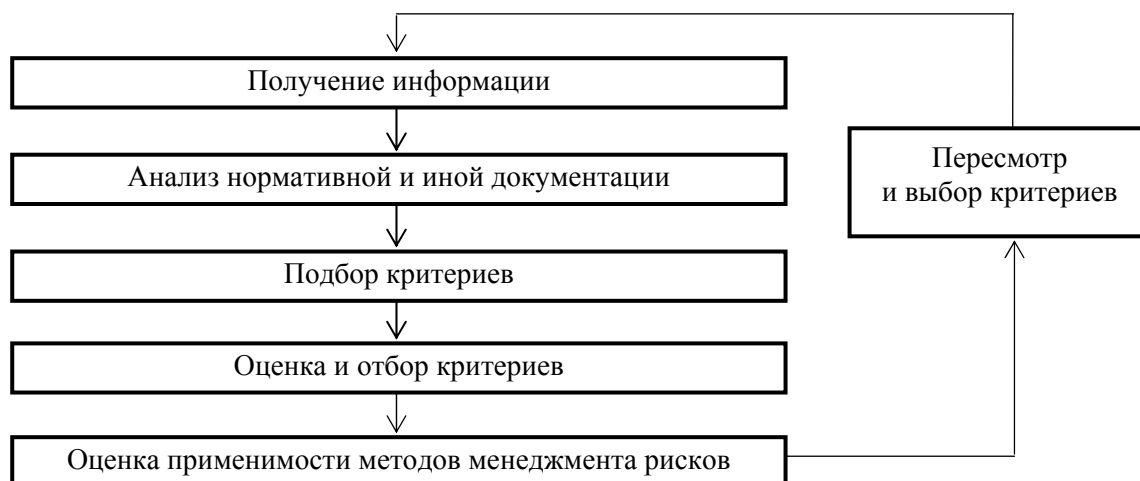 Получение информации
Анализ нормативной и иной документации
Подбор критериев
Оценка и отбор критериев
Оценка применимости методов менеджмента рисков
Пересмотр
и выбор критериев